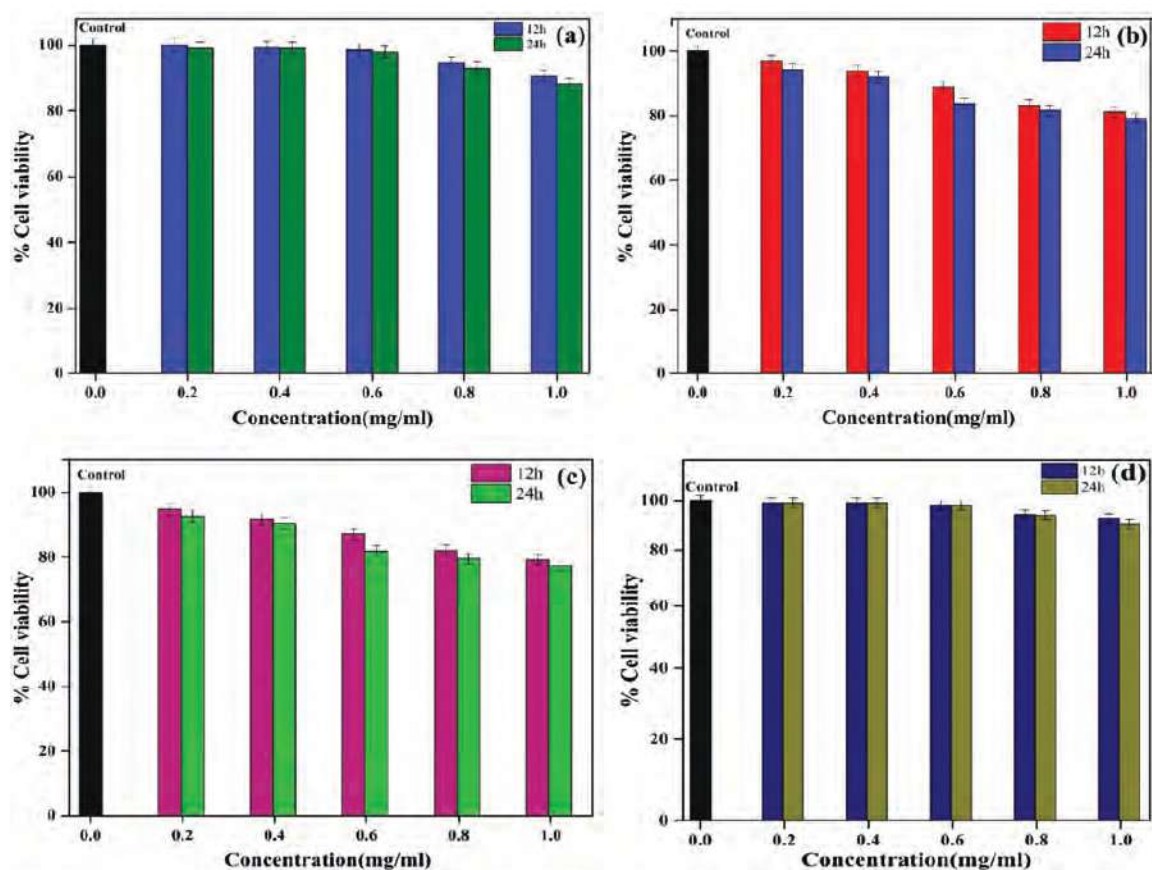 Control
12h
24h
(a)
100
80
60
40
20
0
% Cell viability
0.0 0.2 0.4 0.6 0.8 1.0
Concentration(mg/ml)
Control
12h
24h
(b)
100
80
60
40
20
0
% Cell viability
0.0 0.2 0.4 0.6 0.8 1.0
Concentration(mg/ml)
Control
12h
24h
(c)
100
80
60
40
20
0
% Cell viability
0.0 0.2 0.4 0.6 0.8 1.0
Concentration(mg/ml)
Control
12h
24h
(d)
100
80
60
40
20
0
% Cell viability
0.0 0.2 0.4 0.6 0.8 1.0
Concentration(mg/ml)